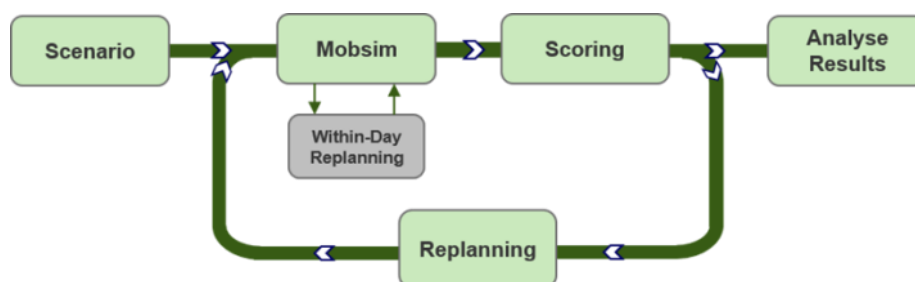 Scenario
Mobsim
Scoring
Analyse
Results
Within-Day
Replanning
Replanning